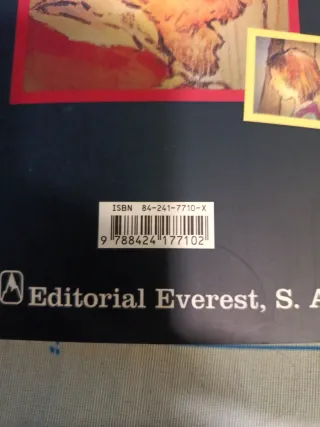 ISBN 84-241-7710-X
9 788424 177102
Editorial Everest, S. A